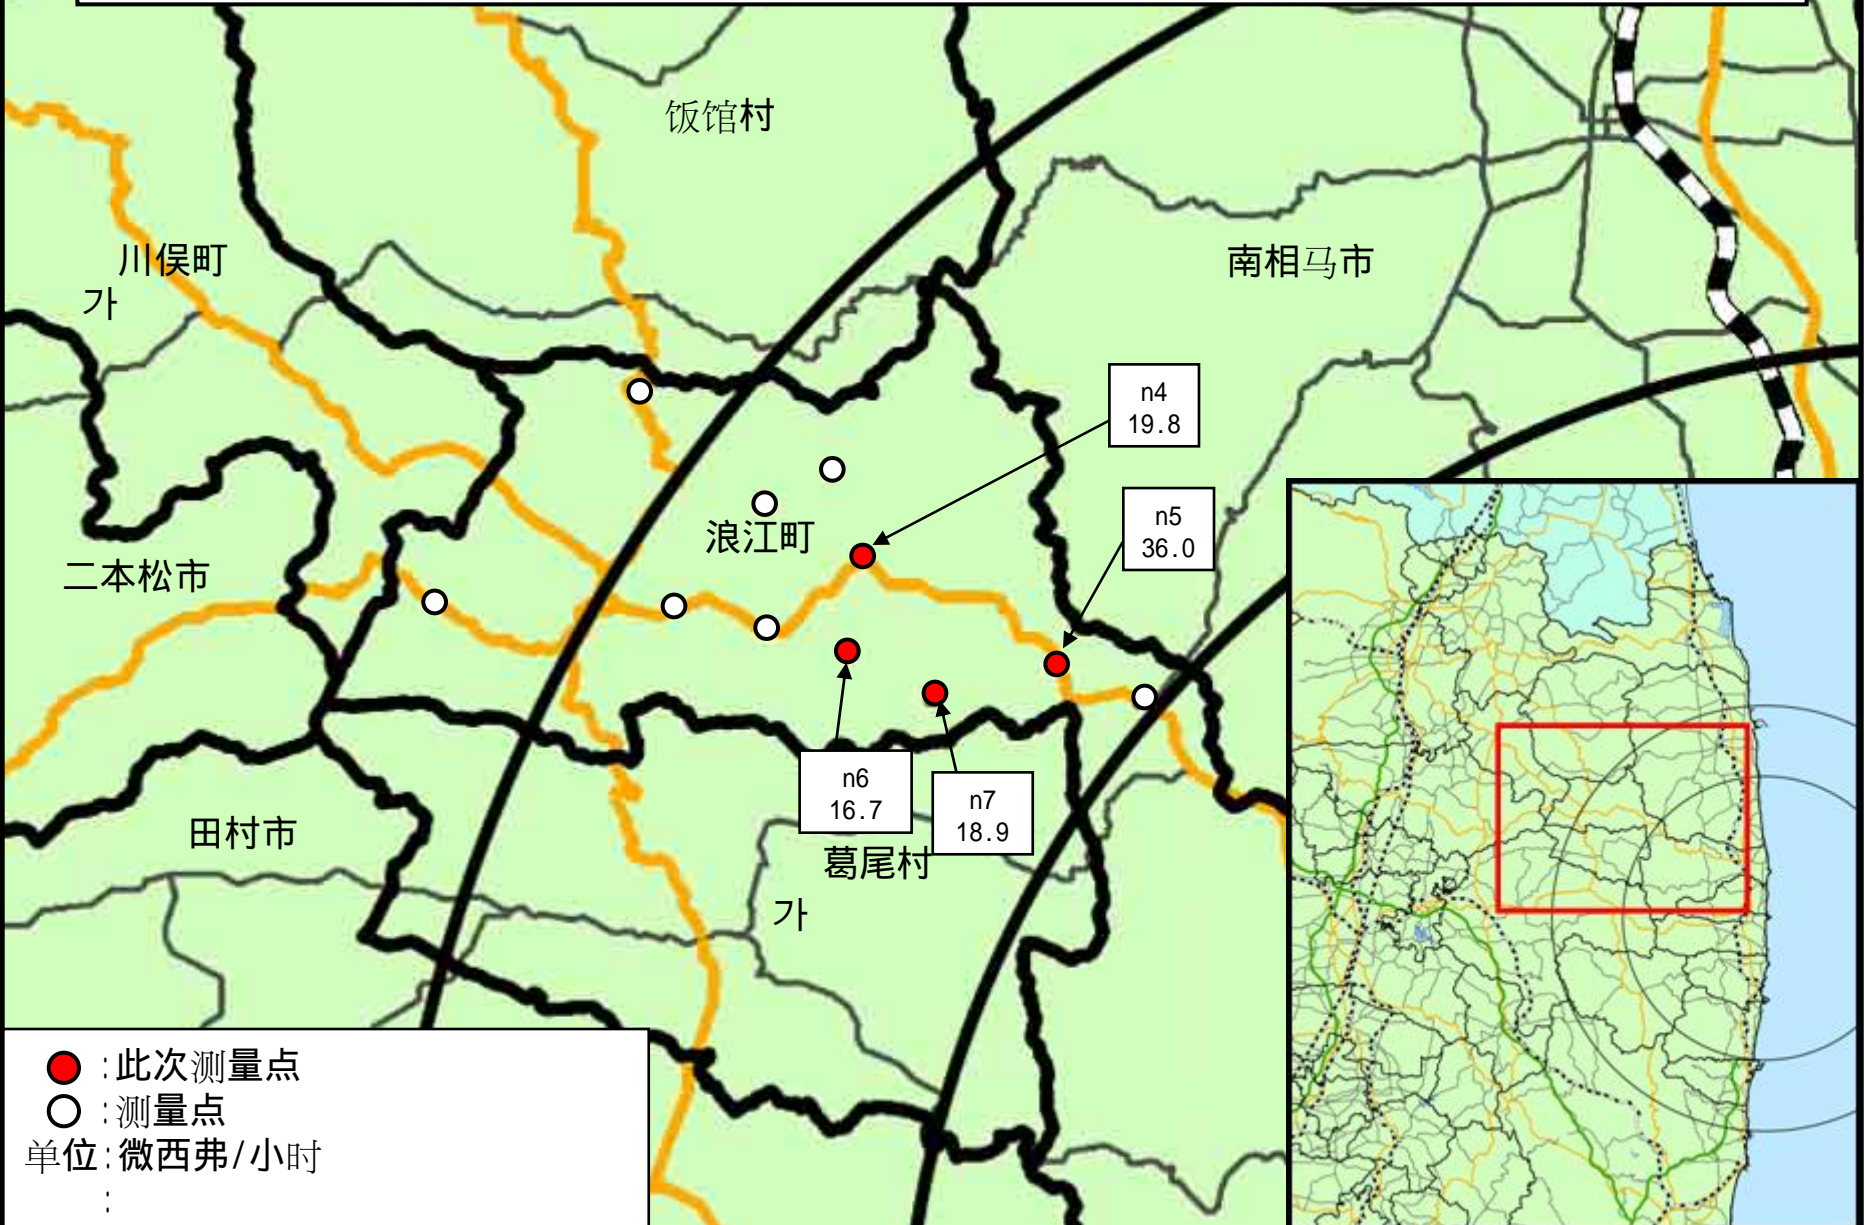 饭馆村
川俣町
가
南相马市
n4
19.8
n5
36.0
浪江町
二本松市
n6
16.7
n7
18.9
田村市
葛尾村
가
:此次测量点
:测量点
单位:微西弗/小时
: